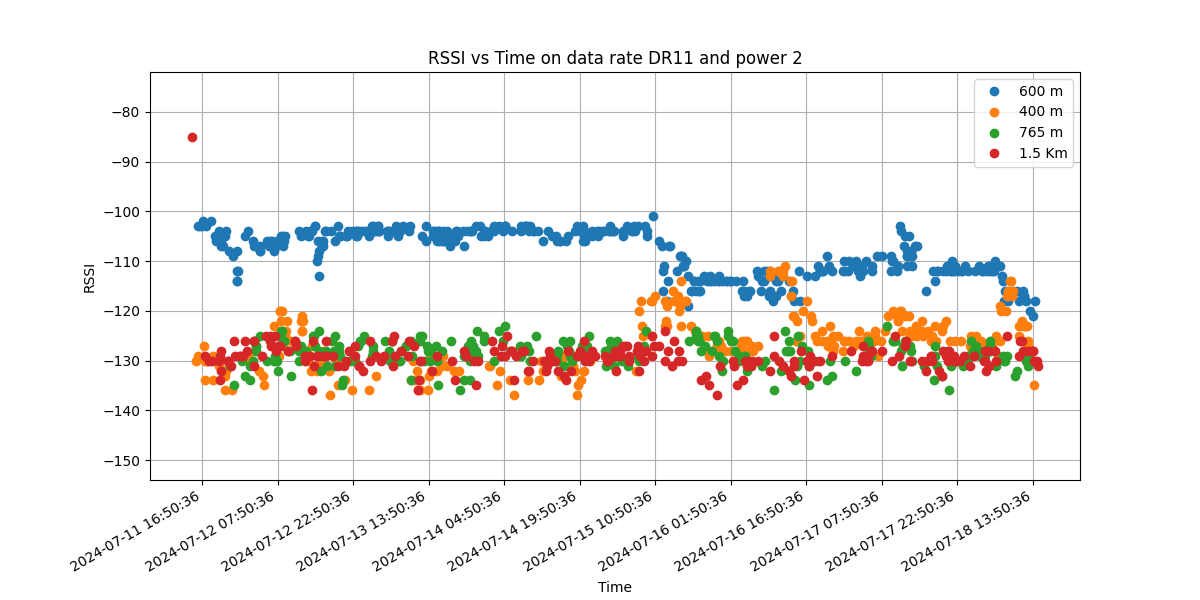 RSSI vs Time on data rate DR11 and power 2
600 m
400 m
765 m
1.5 Km
−80
−90
−100
−110
−120
−130
−140
−150
RSSI
2024-07-11 16:50:36
2024-07-12 07:50:36
2024-07-12 22:50:36
2024-07-13 13:50:36
2024-07-14 04:50:36
2024-07-14 19:50:36
2024-07-15 10:50:36
2024-07-16 01:50:36
2024-07-16 16:50:36
2024-07-17 07:50:36
2024-07-17 22:50:36
2024-07-18 13:50:36
Time